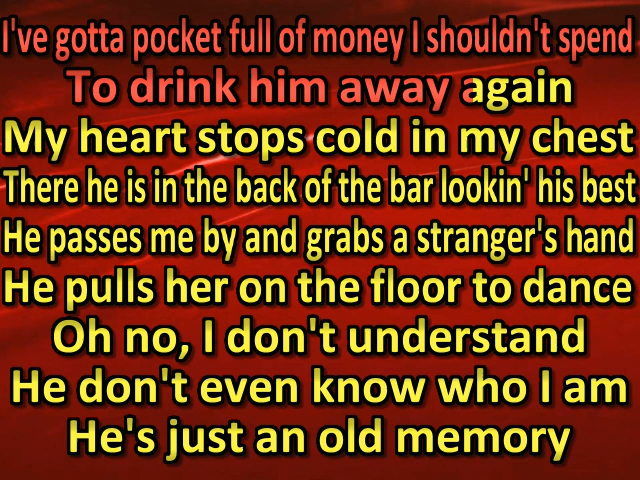 I've gotta pocket full of money I shouldn't spend
To drink him away again
My heart stops cold in my chest
There he is in the back of the bar lookin' his best
He passes me by and grabs a stranger's hand
He pulls her on the floor to dance
Oh no, I don't understand
He don't even know who I am
He's just an old memory